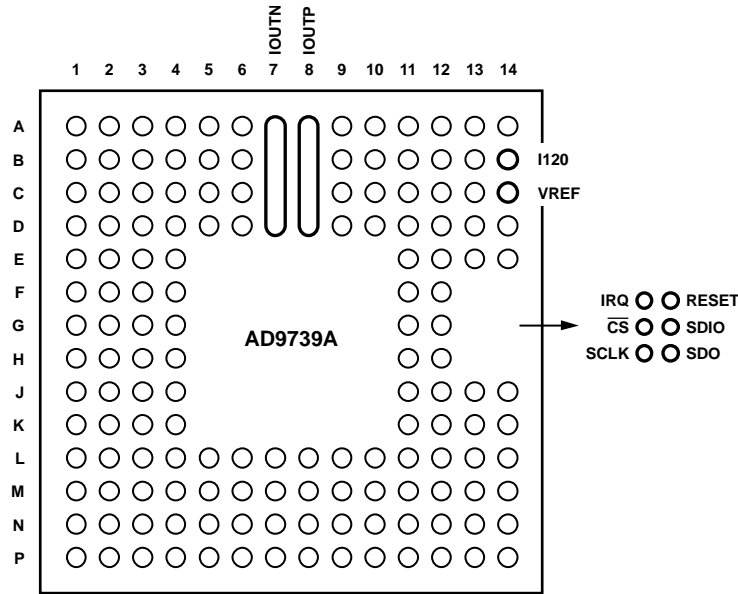 IOUTN
IOUTP
1 2 3 4 5 6 7 8 9 10 11 12 13 14
A
B I120
C VREF
D
E
F IRQ RESET
G AD9739A CS SDIO
H SCLK SDO
J
K
L
M
N
P